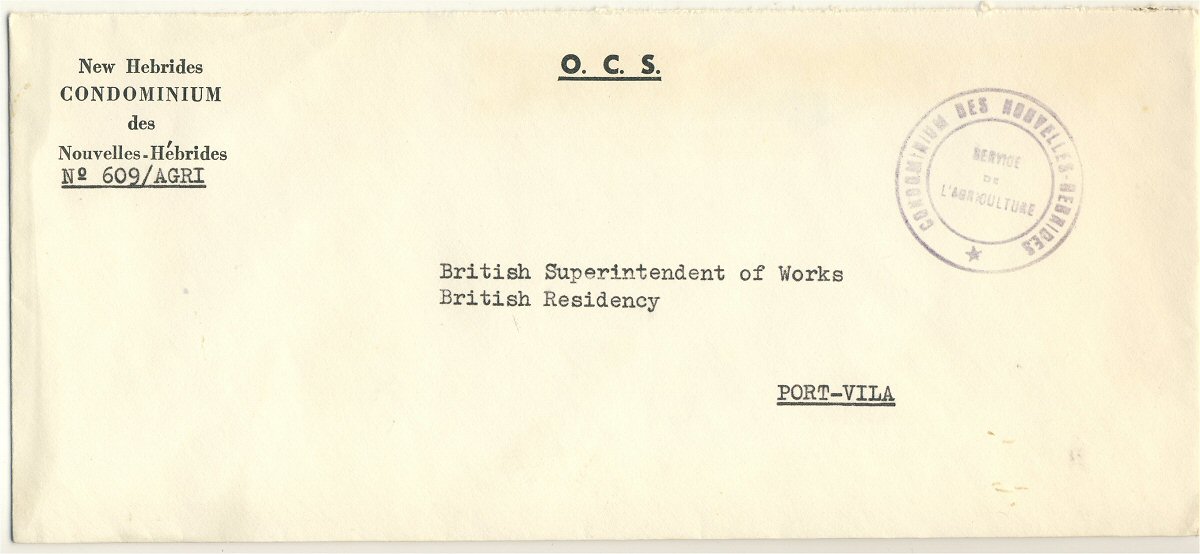 New Hebrides
CONDOMINIUM
des
Nouvelles-Hébrides
Nº 609/AGRI
O. C. S.
CONDOMINIUM DES NOUVELLES-HEBRIDES
SERVICE
DE
L'AGRICULTURE
British Superintendent of Works
British Residency
PORT-VILA